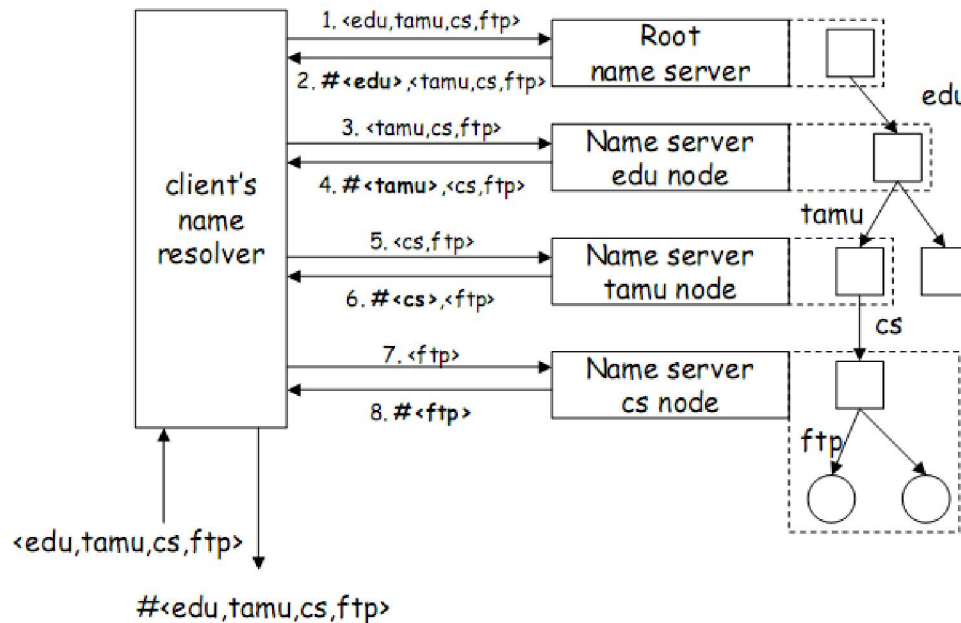 1. <edu,tamu,cs,ftp>
Root
name server
2. #<edu>,<tamu,cs,ftp>
edu
3. <tamu,cs,ftp>
Name server
edu node
4. #<tamu>,<cs,ftp>
client's
name
resolver
tamu
5. <cs,ftp>
Name server
tamu node
6. #<cs>,<ftp>
cs
7. <ftp>
Name server
cs node
8. #<ftp>
ftp
<edu,tamu,cs,ftp>
#<edu,tamu,cs,ftp>